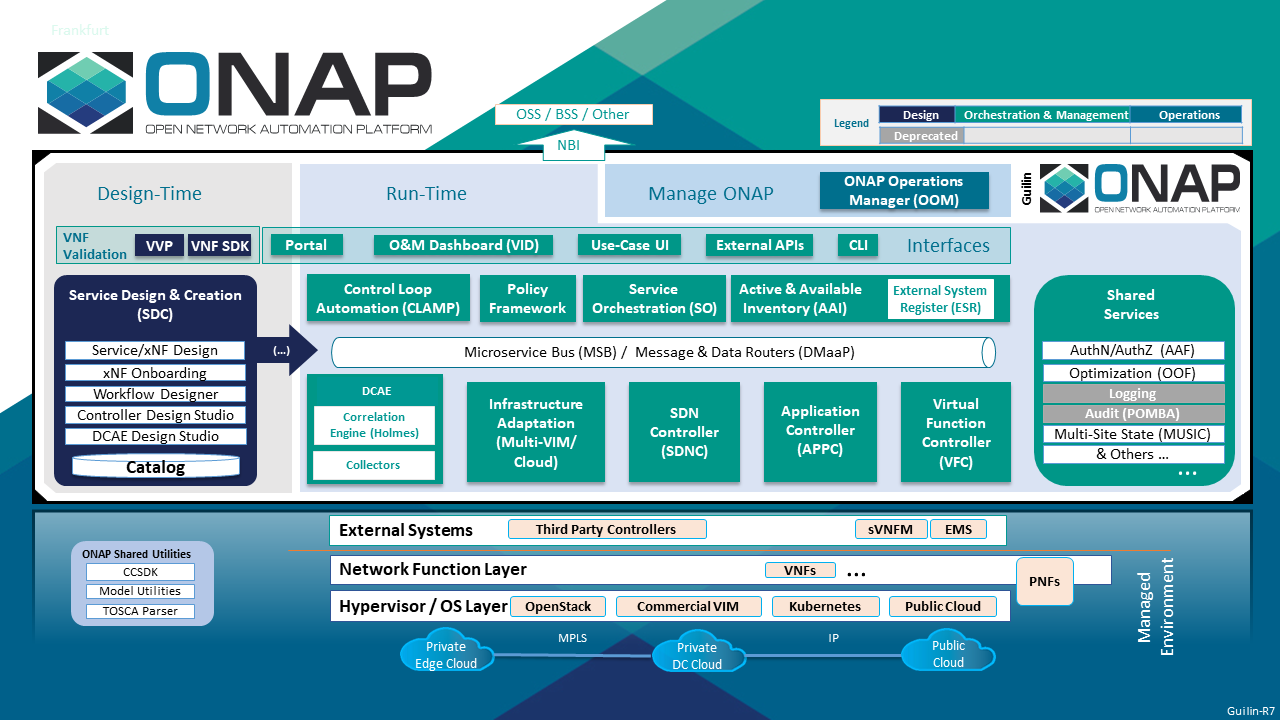 Frankfurt
ONAP
OPEN NETWORK AUTOMATION PLATFORM
OSS / BSS / Other
NBI
Legend
Design
Orchestration & Management
Operations
Deprecated
Design-Time
Run-Time
Manage ONAP
ONAP Operations
Manager (OOM)
Guilin
ONAP
OPEN NETWORK AUTOMATION PLATFORM
VNF
Validation
VVP
VNF SDK
Portal
O&M Dashboard (VID)
Use-Case UI
External APIs
CLI
Interfaces
Service Design & Creation
(SDC)
Service/xNF Design
xNF Onboarding
Workflow Designer
Controller Design Studio
DCAE Design Studio
Catalog
(...)
Control Loop
Automation (CLAMP)
Policy
Framework
Service
Orchestration (SO)
Active & Available
Inventory (AAI)
External System
Register (ESR)
Microservice Bus (MSB) / Message & Data Routers (DMaaP)
DCAE
Correlation
Engine (Holmes)
Collectors
Infrastructure
Adaptation
(Multi-VIM/
Cloud)
SDN
Controller
(SDNC)
Application
Controller
(APPC)
Virtual
Function
Controller
(VFC)
Shared
Services
AuthN/AuthZ (AAF)
Optimization (OOF)
Logging
Audit (POMBA)
Multi-Site State (MUSIC)
& Others ...
...
ONAP Shared Utilities
CCSDK
Model Utilities
TOSCA Parser
External Systems
Third Party Controllers
sVNFM
EMS
Network Function Layer
VNFs
...
PNFs
Hypervisor / OS Layer
OpenStack
Commercial VIM
Kubernetes
Public Cloud
Managed
Environment
Private
Edge Cloud
MPLS
Private
DC Cloud
IP
Public
Cloud
Guilin-R7